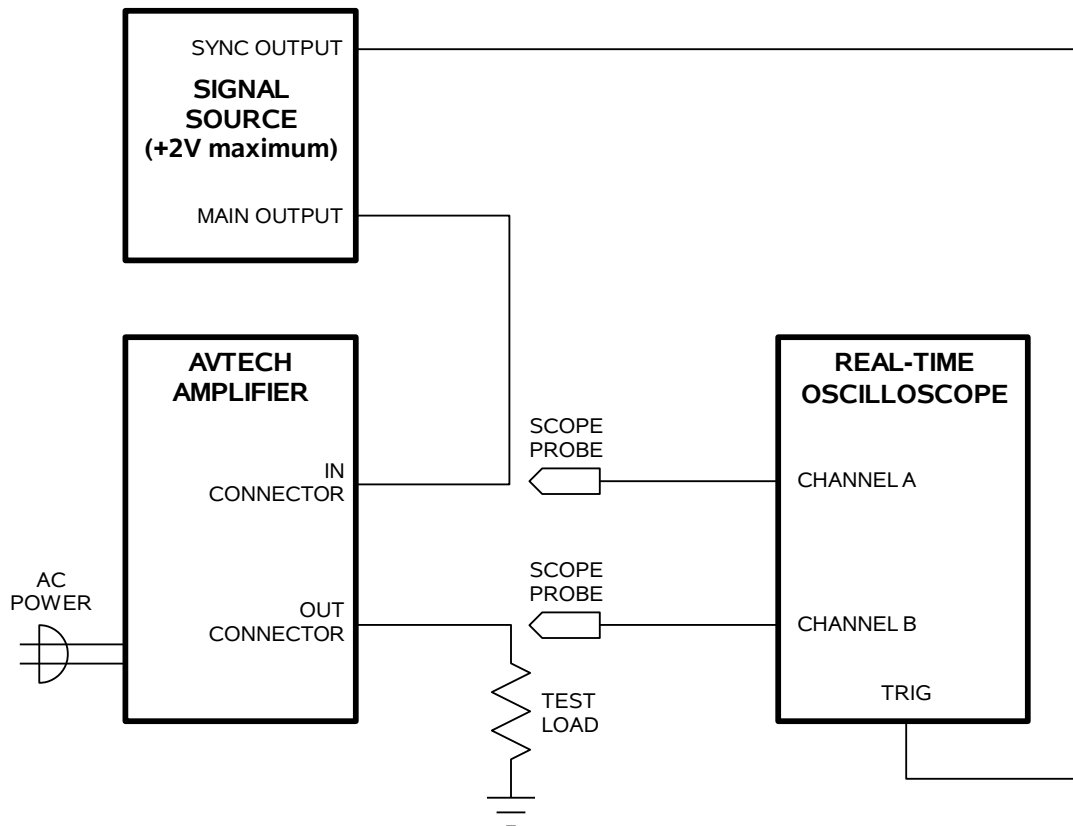 SYNC OUTPUT
SIGNAL
SOURCE
(+2V maximum)
MAIN OUTPUT
AVTECH
AMPLIFIER
IN
CONNECTOR
OUT
CONNECTOR
AC
POWER
SCOPE
PROBE
SCOPE
PROBE
TEST
LOAD
REAL-TIME
OSCILLOSCOPE
CHANNEL A
CHANNEL B
TRIG